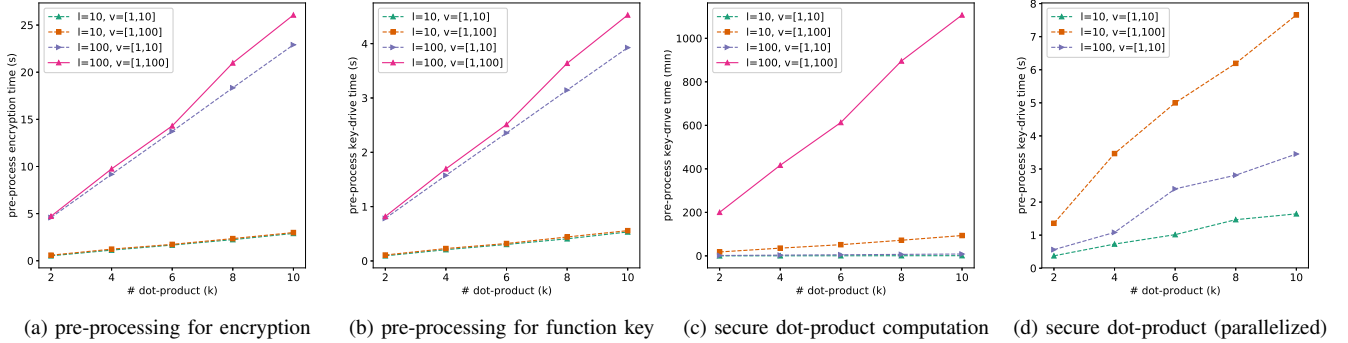 l=10, v=[1,10]
l=10, v=[1,100]
l=100, v=[1,10]
l=100, v=[1,100]
pre-process encryption time (s)
25
20
15
10
5
0
2 4 6 8 10
# dot-product (k)
(a) pre-processing for encryption
l=10, v=[1,10]
l=10, v=[1,100]
l=100, v=[1,10]
l=100, v=[1,100]
pre-process key-drive time (s)
4
3
2
1
0
2 4 6 8 10
# dot-product (k)
(b) pre-processing for function key
l=10, v=[1,10]
l=10, v=[1,100]
l=100, v=[1,10]
l=100, v=[1,100]
pre-process key-drive time (min)
1000
800
600
400
200
0
2 4 6 8 10
# dot-product (k)
(c) secure dot-product computation
l=10, v=[1,10]
l=10, v=[1,100]
l=100, v=[1,10]
pre-process key-drive time (s)
8
7
6
5
4
3
2
1
0
2 4 6 8 10
# dot-product (k)
(d) secure dot-product (parallelized)